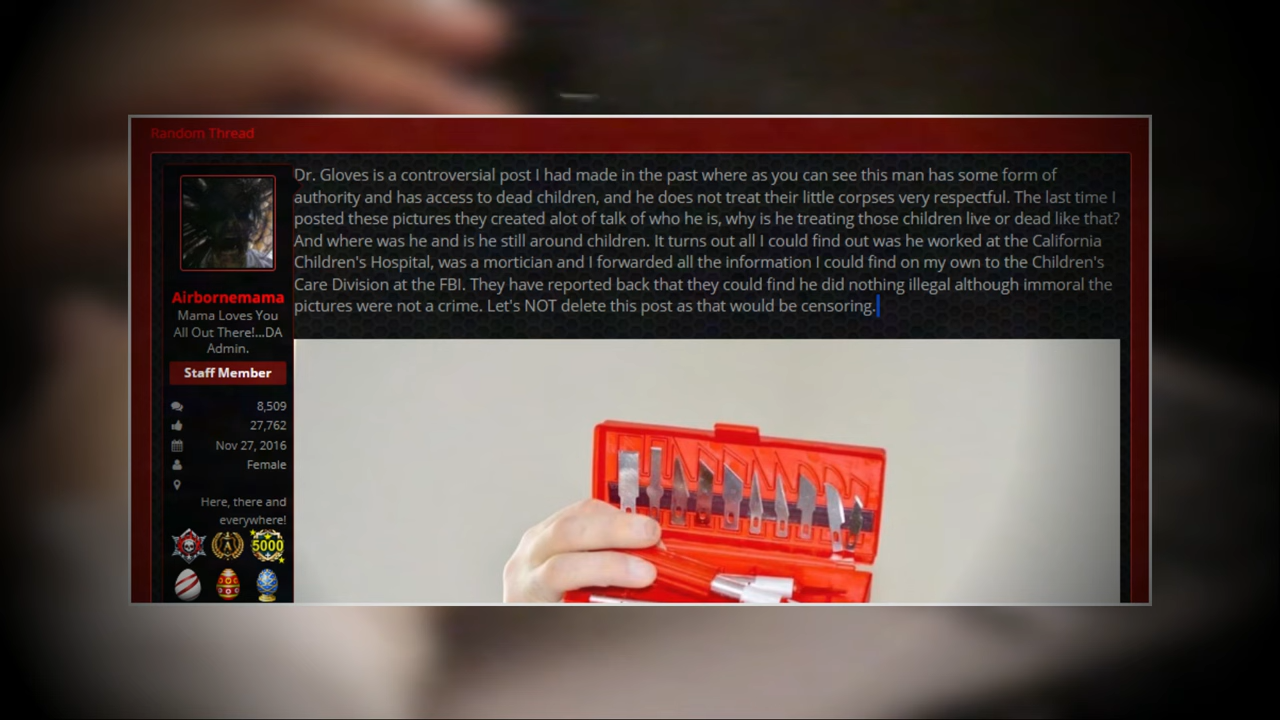 Random Thread
Dr. Gloves is a controversial post I had made in the past where as you can see this man has some form of
authority and has access to dead children, and he does not treat their little corpses very respectful. The last time I
posted these pictures they created alot of talk of who he is, why is he treating those children live or dead like that?
And where was he and is he still around children. It turns out all I could find out was he worked at the California
Children's Hospital, was a mortician and I forwarded all the information I could find on my own to the Children's
Care Division at the FBI. They have reported back that they could find he did nothing illegal although immoral the
pictures were not a crime. Let's NOT delete this post as that would be censoring.
Airbornemama
Mama Loves You
All Out There!...DA
Admin.
Staff Member
8,509
27,762
Nov 27, 2016
Female
Here, there and
everywhere!
5000